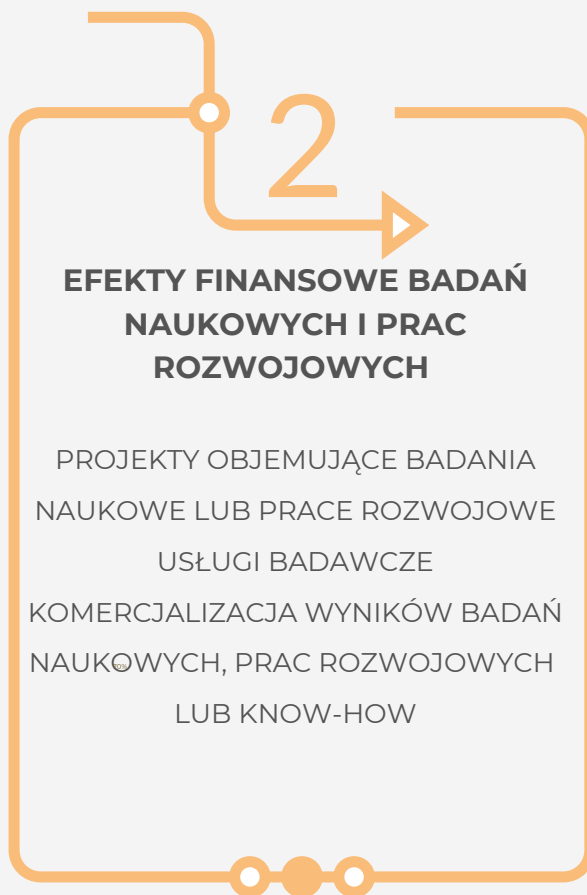 2
EFEKTY FINANSOWE BADAŃ
NAUKOWYCH I PRAC
ROZWOJOWYCH
PROJEKTY OBJEMUJĄCE BADANIA
NAUKOWE LUB PRACE ROZWOJOWE
USŁUGI BADAWCZE
KOMERCJALIZACJA WYNIKÓW BADAŃ
NAUKOWYCH, PRAC ROZWOJOWYCH
LUB KNOW-HOW